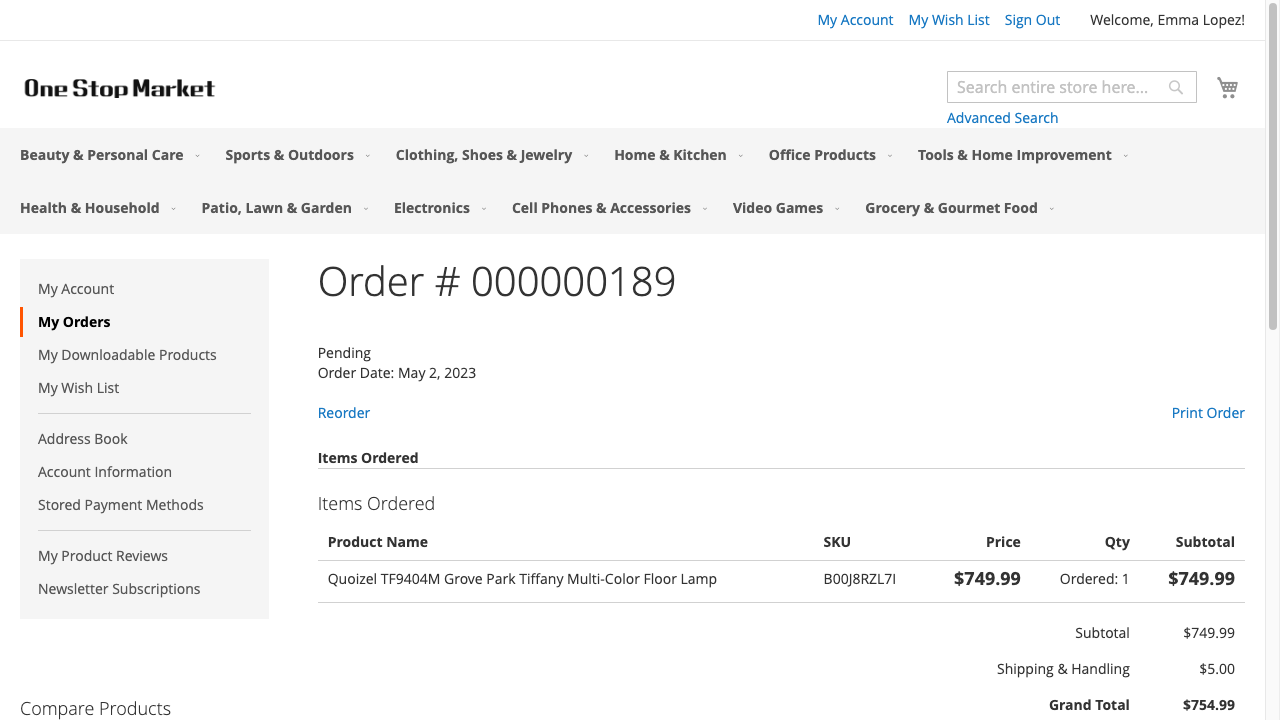 My Account My Wish List Sign Out Welcome, Emma Lopez!
One Stop Market
Search entire store here...
Advanced Search
Beauty & Personal Care Sports & Outdoors Clothing, Shoes & Jewelry Home & Kitchen Office Products Tools & Home Improvement
Health & Household Patio, Lawn & Garden Electronics Cell Phones & Accessories Video Games Grocery & Gourmet Food
My Account
My Orders
My Downloadable Products
My Wish List
Address Book
Account Information
Stored Payment Methods
My Product Reviews
Newsletter Subscriptions
Compare Products
Order # 000000189
Pending
Order Date: May 2, 2023
Reorder Print Order
Items Ordered
Items Ordered
Product Name SKU Price Qty Subtotal
Quoizel TF9404M Grove Park Tiffany Multi-Color Floor Lamp B00J8RZL7I $749.99 Ordered: 1 $749.99
Subtotal $749.99
Shipping & Handling $5.00
Grand Total $754.99